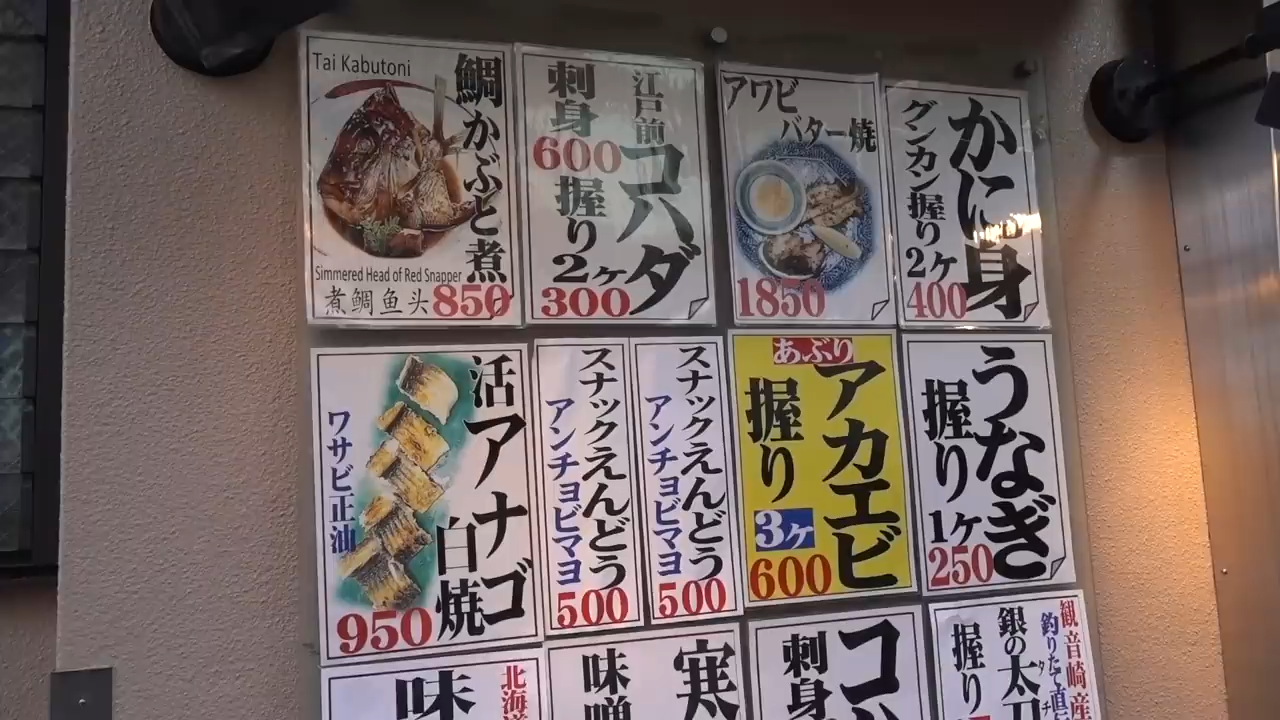 Tai Kabutoni
鯛かぶと煮
Simmered Head of Red Snapper
煮鯛鱼头
850
江戸前
コハダ
刺身
600
握り2ヶ
300
アワビ
バター焼
1850
かに身
グンカン握り2ヶ
400
活アナゴ
白焼
ワサビ正油
950
スナックえんどう
アンチョビマヨ
500
スナックえんどう
アンチョビマヨ
500
あぶり
アカエビ
握り
3ヶ
600
うなぎ
握り1ヶ
250
北海道
味
寒
味噌
コハ
刺身
観音崎産
釣りたて直
銀の太刀
タチ
握り